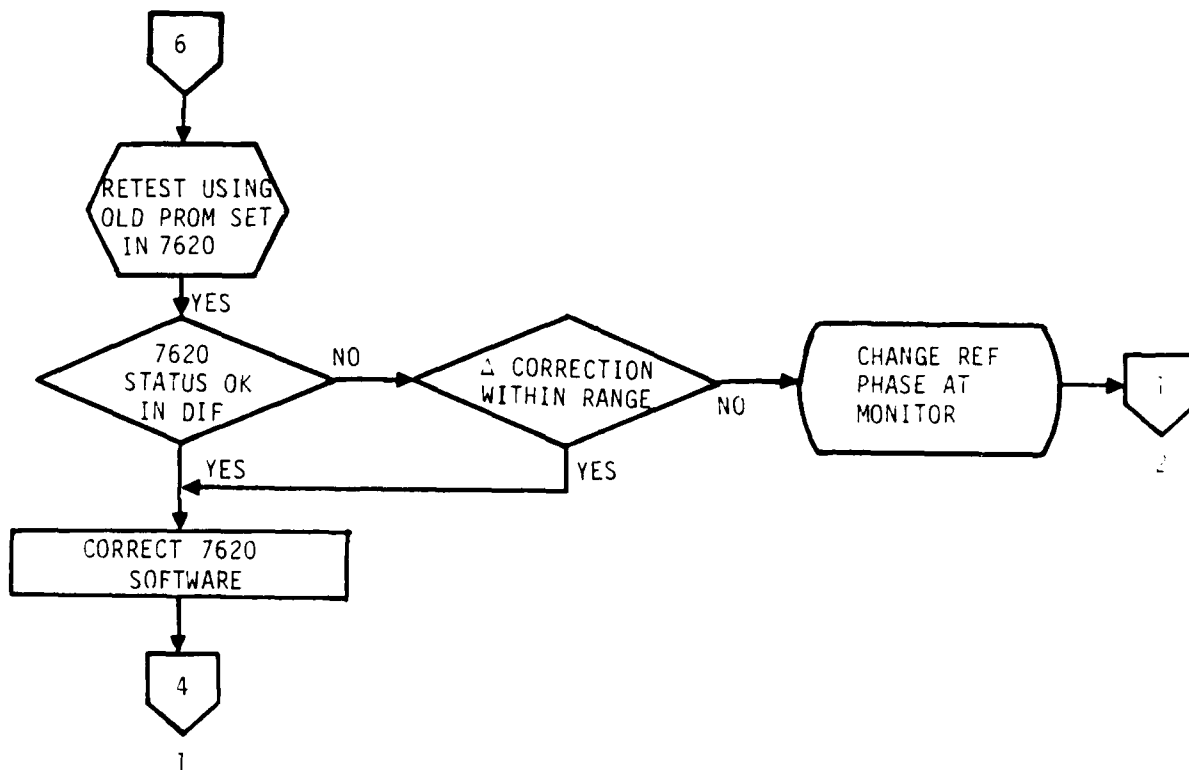 6
RETEST USING
OLD PROM SET
IN 7620
YES
7620
STATUS OK
IN DIF
NO
Δ CORRECTION
WITHIN RANGE
NO
CHANGE REF
PHASE AT
MONITOR
2
YES
YES
CORRECT 7620
SOFTWARE
4
1